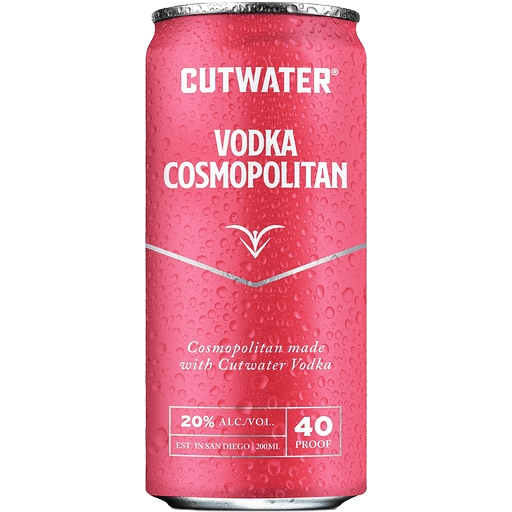 CUTWATER®
VODKA
COSMOPOLITAN
Cosmopolitan made
with Cutwater Vodka
20% ALC./VOL.
EST. IN SAN DIEGO | 200ML
40
PROOF